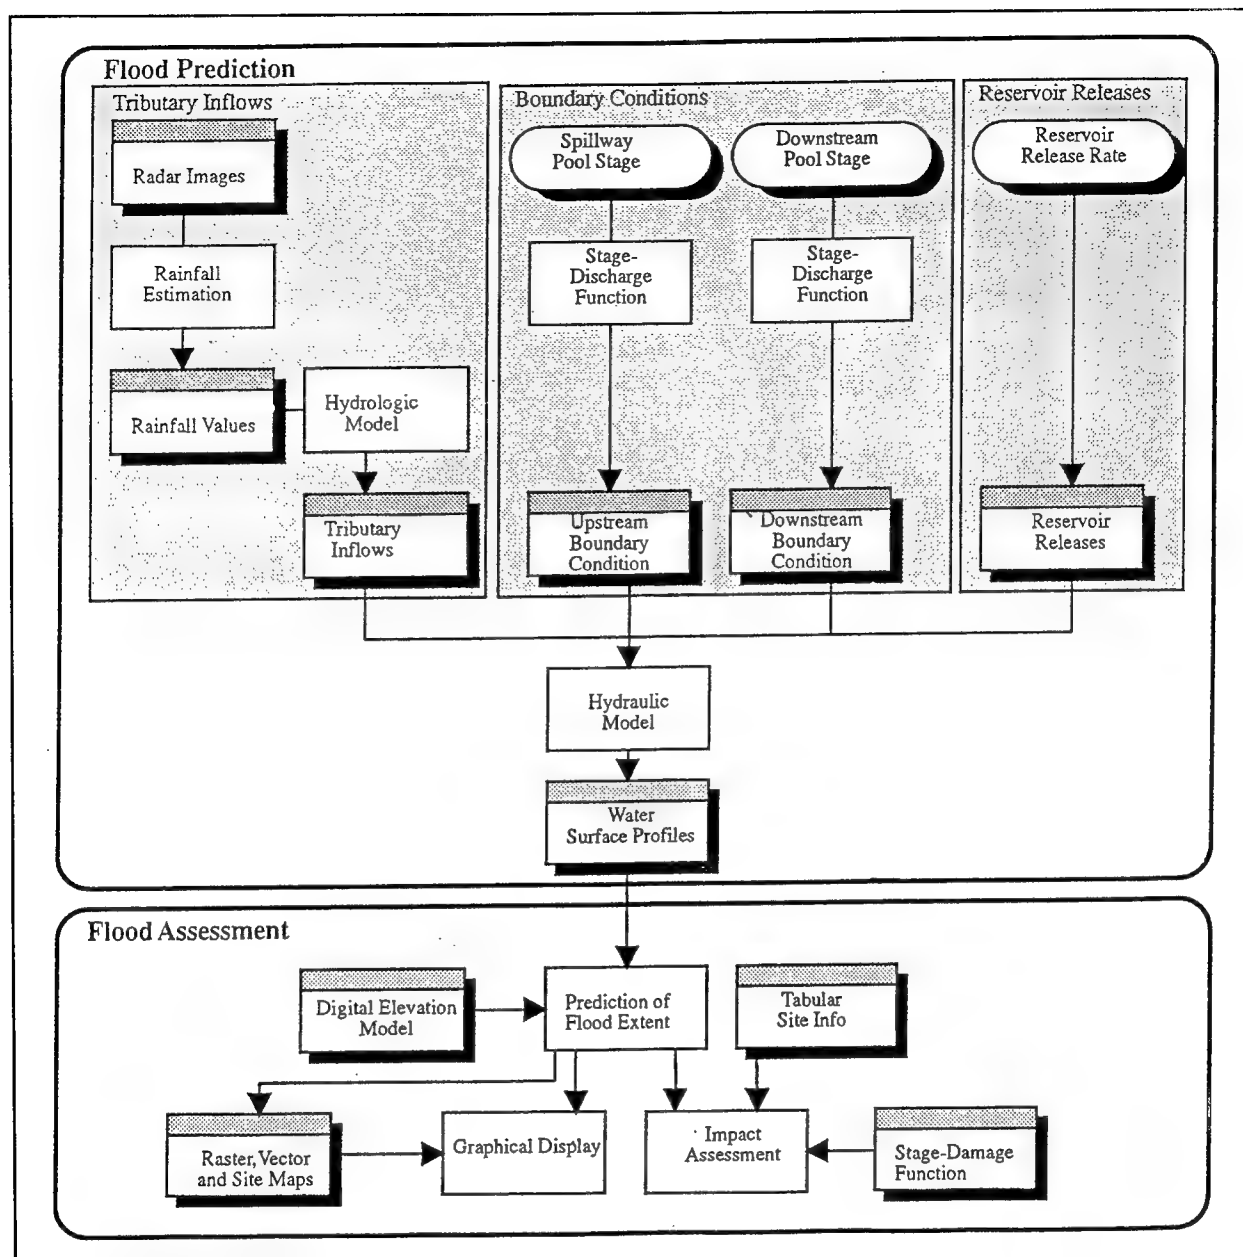 Flood Prediction
Tributary Inflows
Radar Images
Rainfall
Estimation
Rainfall Values
Hydrologic
Model
Tributary
Inflows
Boundary Conditions
Spillway
Pool Stage
Stage-
Discharge
Function
Upstream
Boundary
Condition
Downstream
Pool Stage
Stage-
Discharge
Function
Downstream
Boundary
Condition
Reservoir Releases
Reservoir
Release Rate
Reservoir
Releases
Hydraulic
Model
Water
Surface Profiles
Flood Assessment
Digital Elevation
Model
Prediction of
Flood Extent
Tabular
Site Info
Raster, Vector
and Site Maps
Graphical Display
Impact
Assessment
Stage-Damage
Function